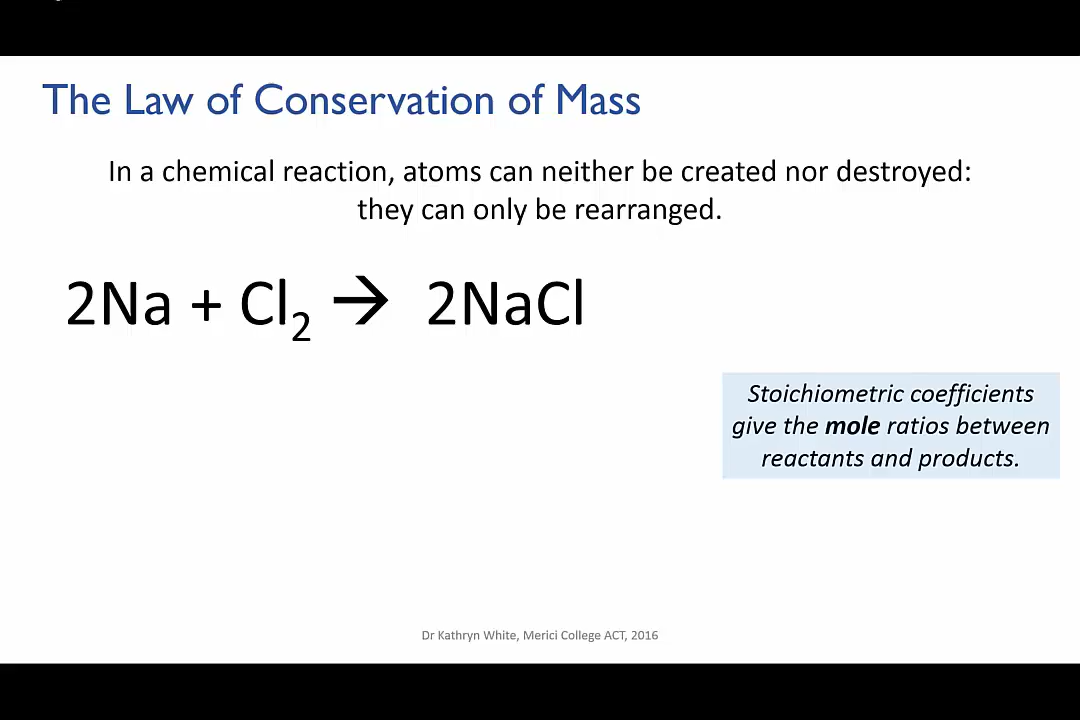 The Law of Conservation of Mass
In a chemical reaction, atoms can neither be created nor destroyed:
they can only be rearranged.
2Na + Cl₂ → 2NaCl
Stoichiometric coefficients
give the mole ratios between
reactants and products.
Dr Kathryn White, Merici College ACT, 2016